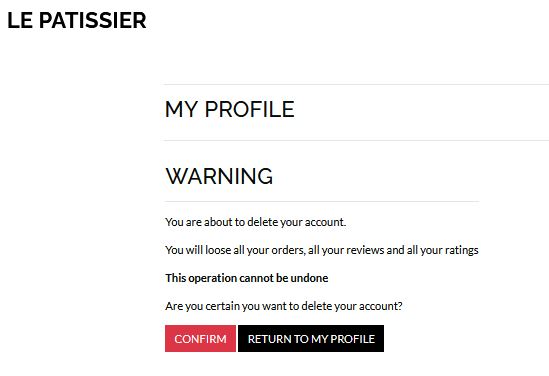 LE PATISSIER
MY PROFILE
WARNING
You are about to delete your account.
You will loose all your orders, all your reviews and all your ratings
This operation cannot be undone
Are you certain you want to delete your account?
CONFIRM
RETURN TO MY PROFILE